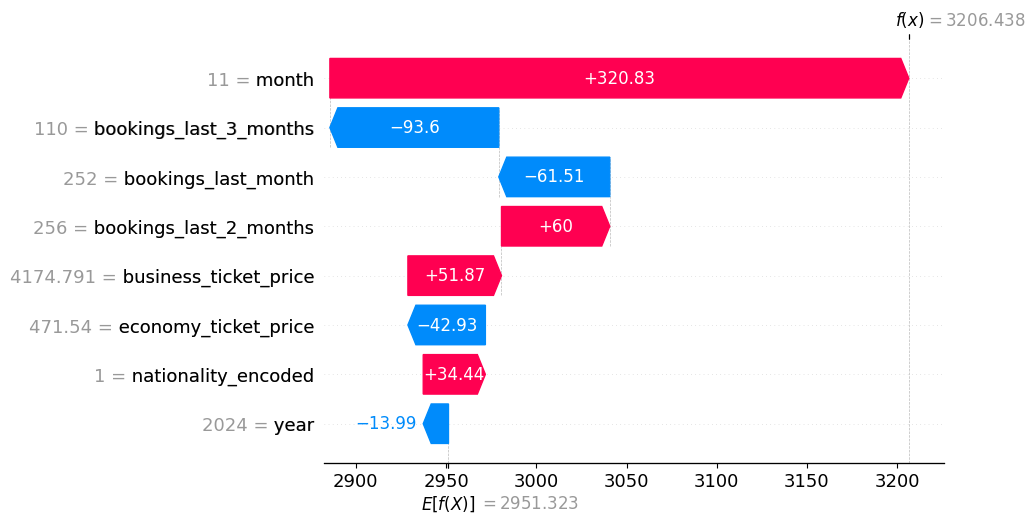 f(x) = 3206.438
11 = month
+320.83
110 = bookings_last_3_months
−93.6
252 = bookings_last_month
−61.51
256 = bookings_last_2_months
+60
4174.791 = business_ticket_price
+51.87
471.54 = economy_ticket_price
−42.93
1 = nationality_encoded
+34.44
2024 = year
−13.99
2900 2950 3000 3050 3100 3150 3200
E[f(X)] = 2951.323